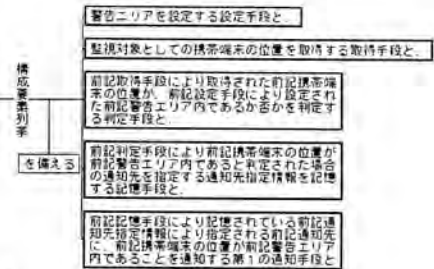 警告エリアを設定する設定手段と、
監視対象としての携帯端末の位置を取得する取得手段と、
構成要素列挙
前記取得手段により取得された前記携帯端
末の位置が、前記設定手段により設定され
た前記警告エリア内であるか否かを判定す
る判定手段と、
を備える
前記判定手段により前記携帯端末の位置が
前記警告エリア内であると判定された場合
の通知先を指定する通知先指定情報を記憶
する記憶手段と、
前記記憶手段により記憶されている前記通
知先指定情報により指定される前記通知先
に、前記携帯端末の位置が前記警告エリア
内であることを通知する第1の通知手段と